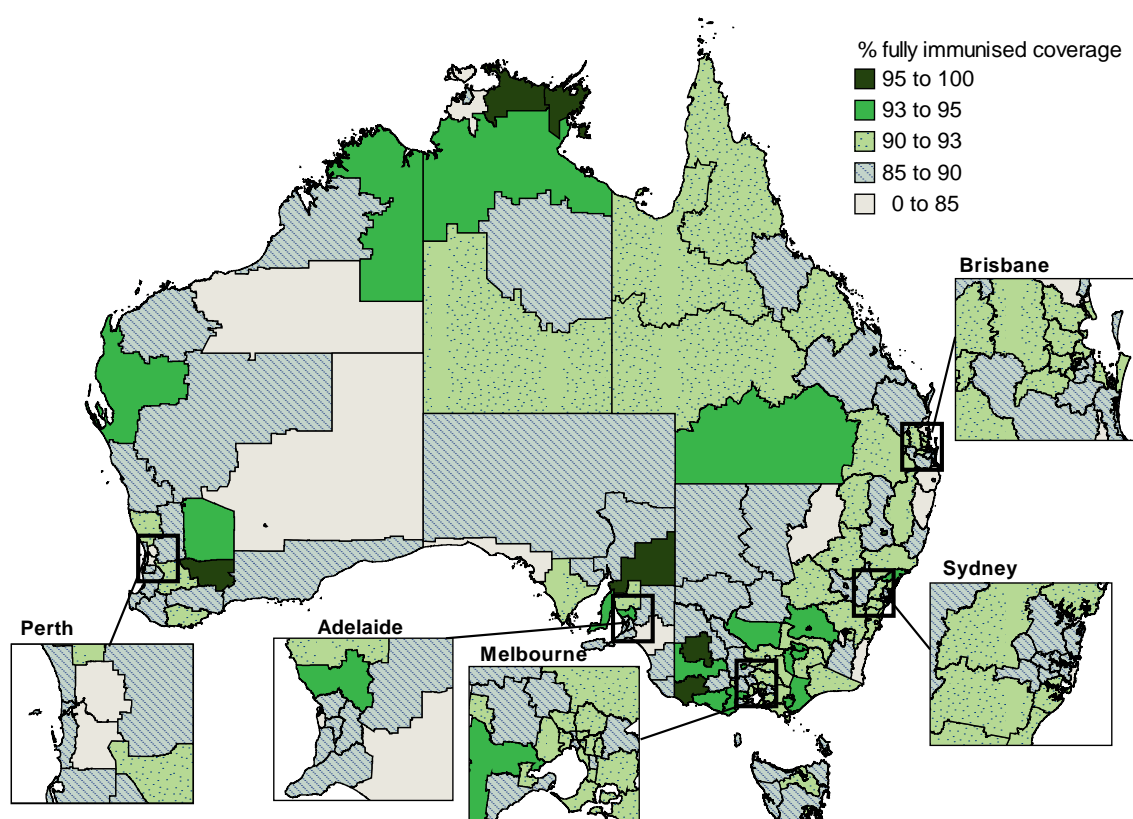 % fully immunised coverage
95 to 100
93 to 95
90 to 93
85 to 90
0 to 85
Brisbane
Sydney
Perth
Adelaide
Melbourne